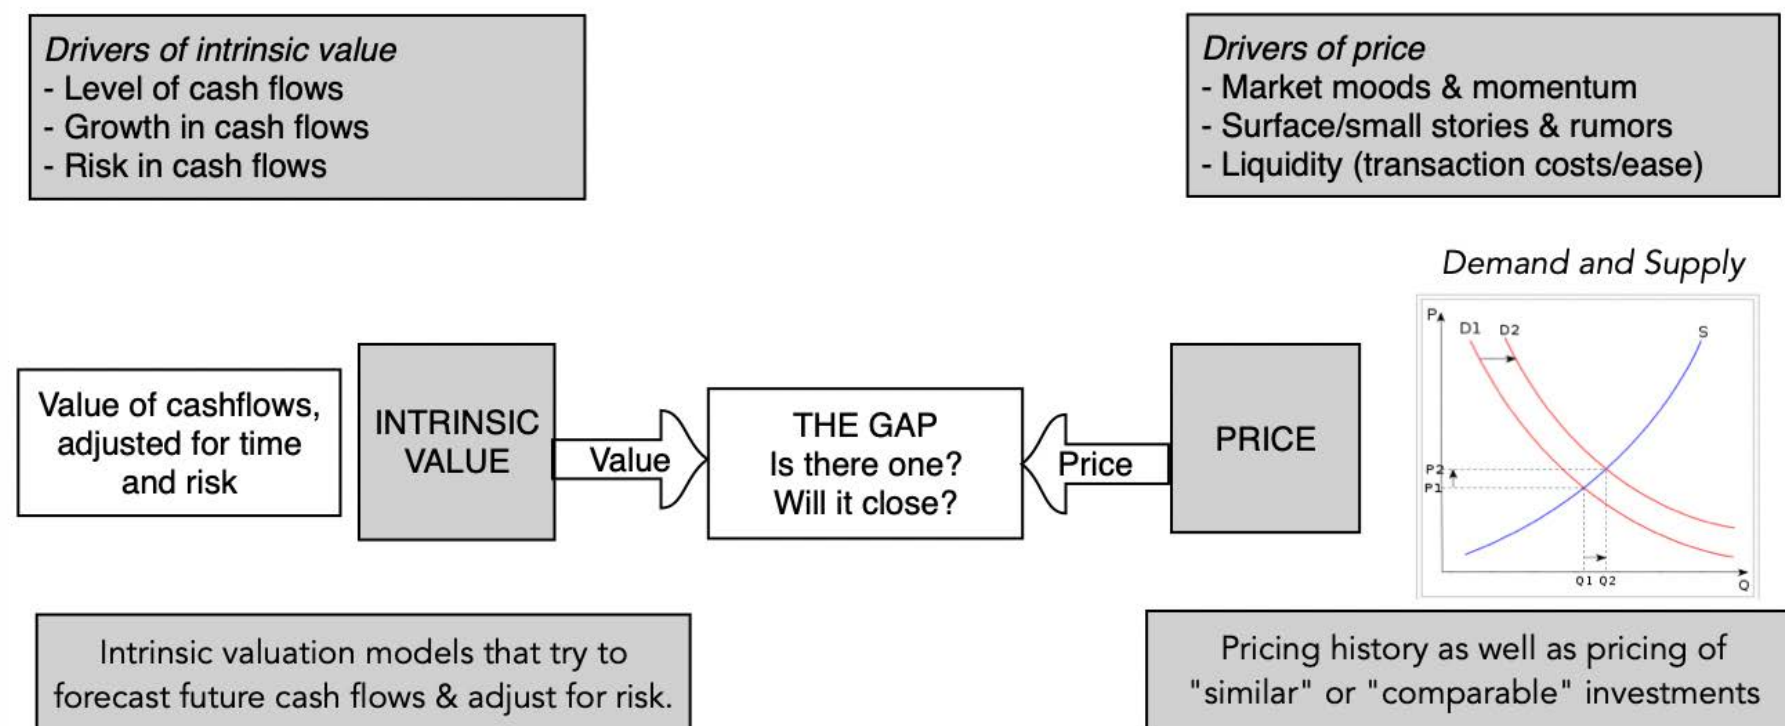 Drivers of intrinsic value
- Level of cash flows
- Growth in cash flows
- Risk in cash flows
Drivers of price
- Market moods & momentum
- Surface/small stories & rumors
- Liquidity (transaction costs/ease)
Value of cashflows,
adjusted for time
and risk
INTRINSIC
VALUE
Value
THE GAP
Is there one?
Will it close?
Price
PRICE
Demand and Supply
P
D1
D2
S
P2
P1
Q1
Q2
Q
Intrinsic valuation models that try to
forecast future cash flows & adjust for risk.
Pricing history as well as pricing of
"similar" or "comparable" investments